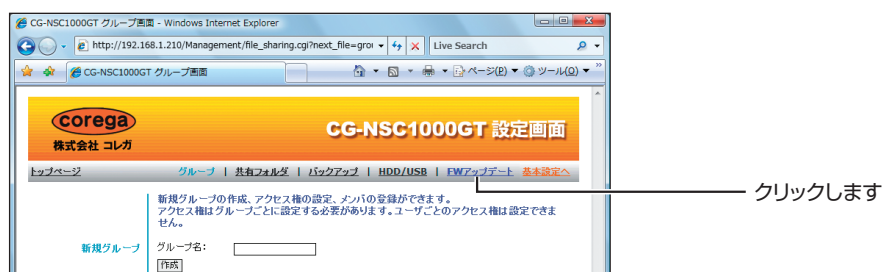 CG-NSC1000GT グループ画面 - Windows Internet Explorer
http://192.168.1.210/Management/file_sharing.cgi?next_file=grou
Live Search
CG-NSC1000GT グループ画面
ページ(P) ツール(O) »
corega
株式会社 コレガ
CG-NSC1000GT 設定画面
トップページ グループ | 共有フォルダ | バックアップ | HDD/USB | FWアップデート 基本設定へ
クリックします
新規グループの作成、アクセス権の設定、メンバの登録ができます。
アクセス権はグループごとに設定する必要があります。ユーザごとのアクセス権は設定できま
せん。
新規グループ グループ名：
作成